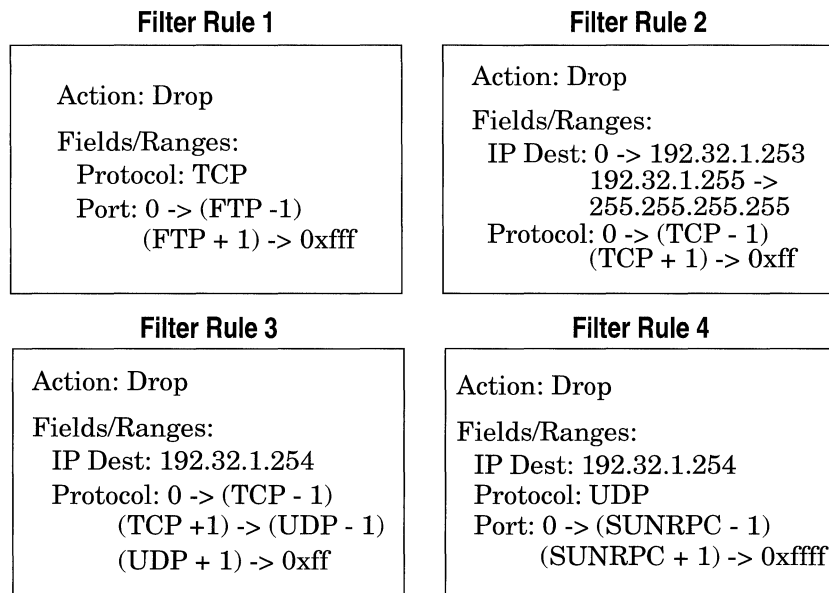 Filter Rule 1
Action: Drop
Fields/Ranges:
Protocol: TCP
Port: 0 -> (FTP -1)
(FTP + 1) -> 0xfff
Filter Rule 2
Action: Drop
Fields/Ranges:
IP Dest: 0 -> 192.32.1.253
192.32.1.255 ->
255.255.255.255
Protocol: 0 -> (TCP - 1)
(TCP + 1) -> 0xff
Filter Rule 3
Action: Drop
Fields/Ranges:
IP Dest: 192.32.1.254
Protocol: 0 -> (TCP - 1)
(TCP +1) -> (UDP - 1)
(UDP + 1) -> 0xff
Filter Rule 4
Action: Drop
Fields/Ranges:
IP Dest: 192.32.1.254
Protocol: UDP
Port: 0 -> (SUNRPC - 1)
(SUNRPC + 1) -> 0xffff